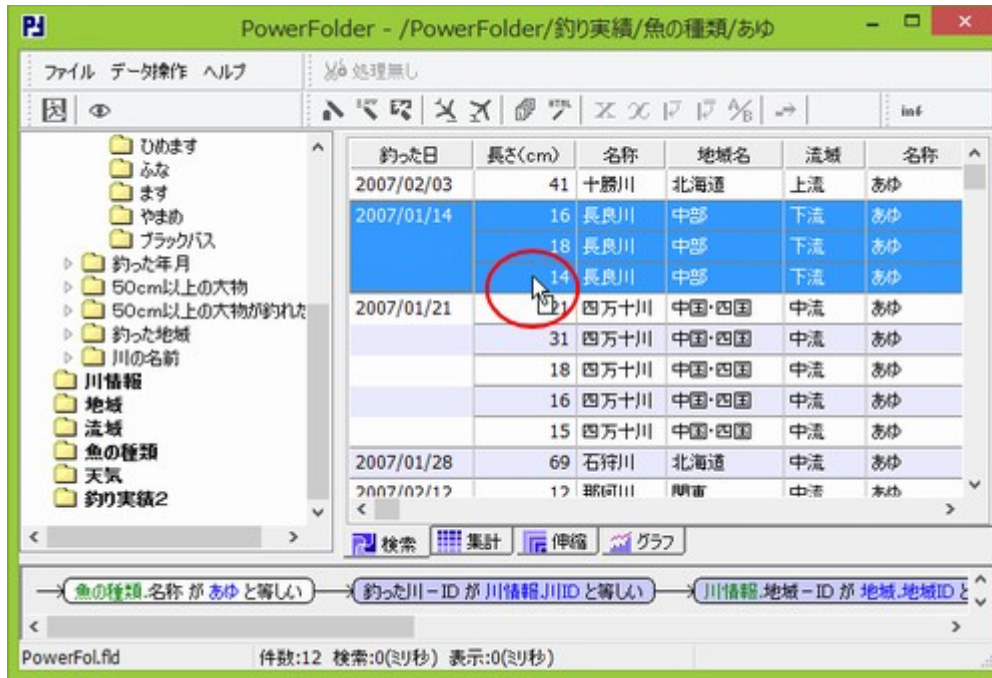 PowerFolder - /PowerFolder/釣り実績/魚の種類/あゆ
ファイル データ操作 ヘルプ
処理無し
inf
ひめます
ふな
ます
やまめ
ブラックバス
釣った年月
50cm以上の大物
50cm以上の大物が釣れた
釣った地域
川の名前
川情報
地域
流域
魚の種類
天気
釣り実績2
釣った日 長さ(cm) 名称 地域名 流域 名称
2007/02/03 41 十勝川 北海道 上流 あゆ
2007/01/14 16 長良川 中部 下流 あゆ
18 長良川 中部 下流 あゆ
14 長良川 中部 下流 あゆ
2007/01/21 21 四万十川 中国・四国 中流 あゆ
31 四万十川 中国・四国 中流 あゆ
18 四万十川 中国・四国 中流 あゆ
16 四万十川 中国・四国 中流 あゆ
15 四万十川 中国・四国 中流 あゆ
2007/01/28 69 石狩川 北海道 中流 あゆ
2007/02/12 12 那珂川 関東 中流 あゆ
検索 集計 伸縮 グラフ
魚の種類.名称 が あゆ と等しい 釣った川-ID が 川情報.川ID と等しい 川情報.地域-ID が 地域.地域ID と
PowerFol.fld 件数:12 検索:0(ミリ秒) 表示:0(ミリ秒)